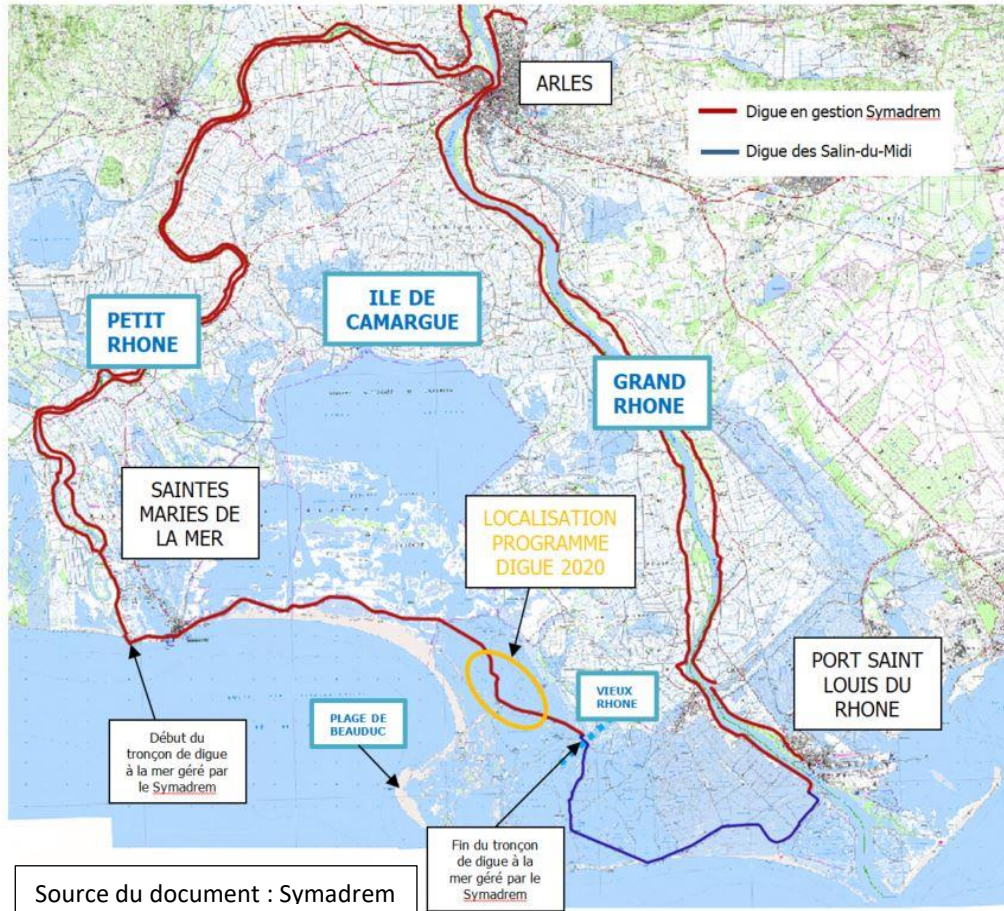 ARLES
Digue en gestion Symadrem
Digue des Salin-du-Midi
PETIT
RHONE
ILE DE
CAMARGUE
GRAND
RHONE
SAINTES
MARIES DE
LA MER
LOCALISATION
PROGRAMME
DIGUE 2020
PORT SAINT
LOUIS DU
RHONE
VIEUX
RHONE
PLAGE DE
BEAUDUC
Début du
tronçon de digue
à la mer géré par
le Symadrem
Fin du tronçon
de digue à la
mer géré par le
Symadrem
Source du document : Symadrem